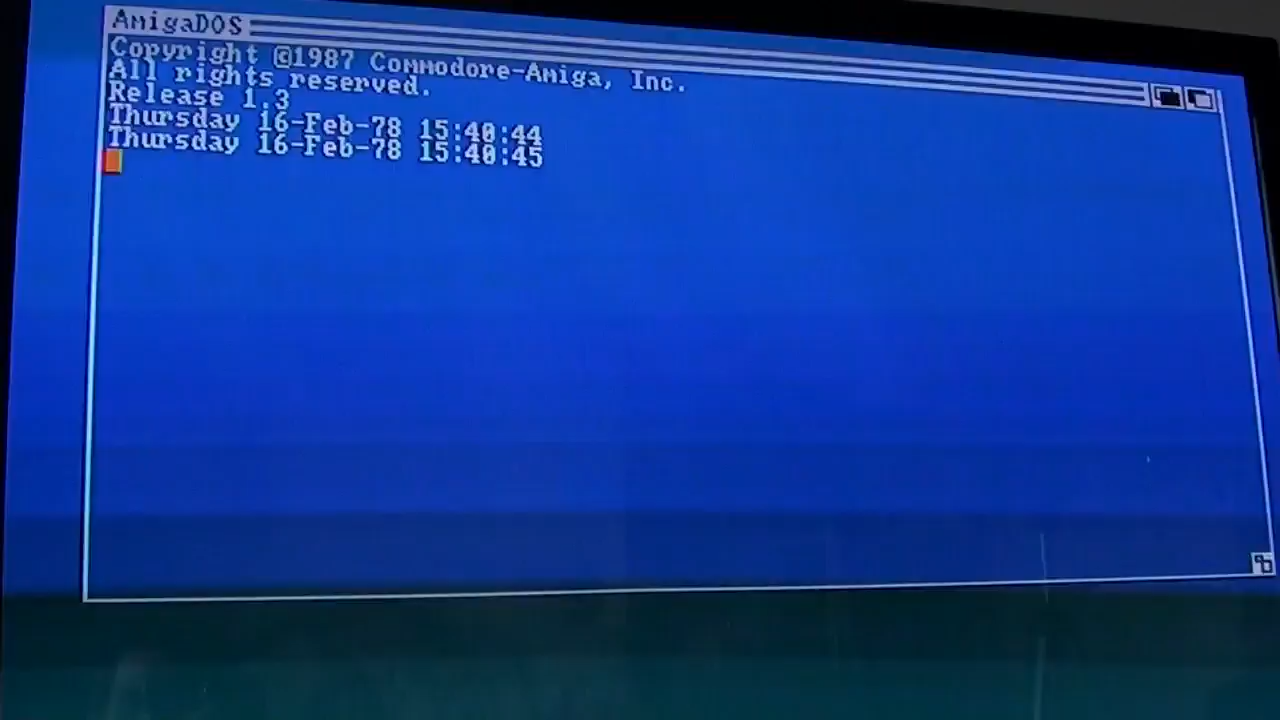 AmigaDOS
Copyright ©1987 Commodore-Amiga, Inc.
All rights reserved.
Release 1.3
Thursday 16-Feb-78 15:40:44
Thursday 16-Feb-78 15:40:45